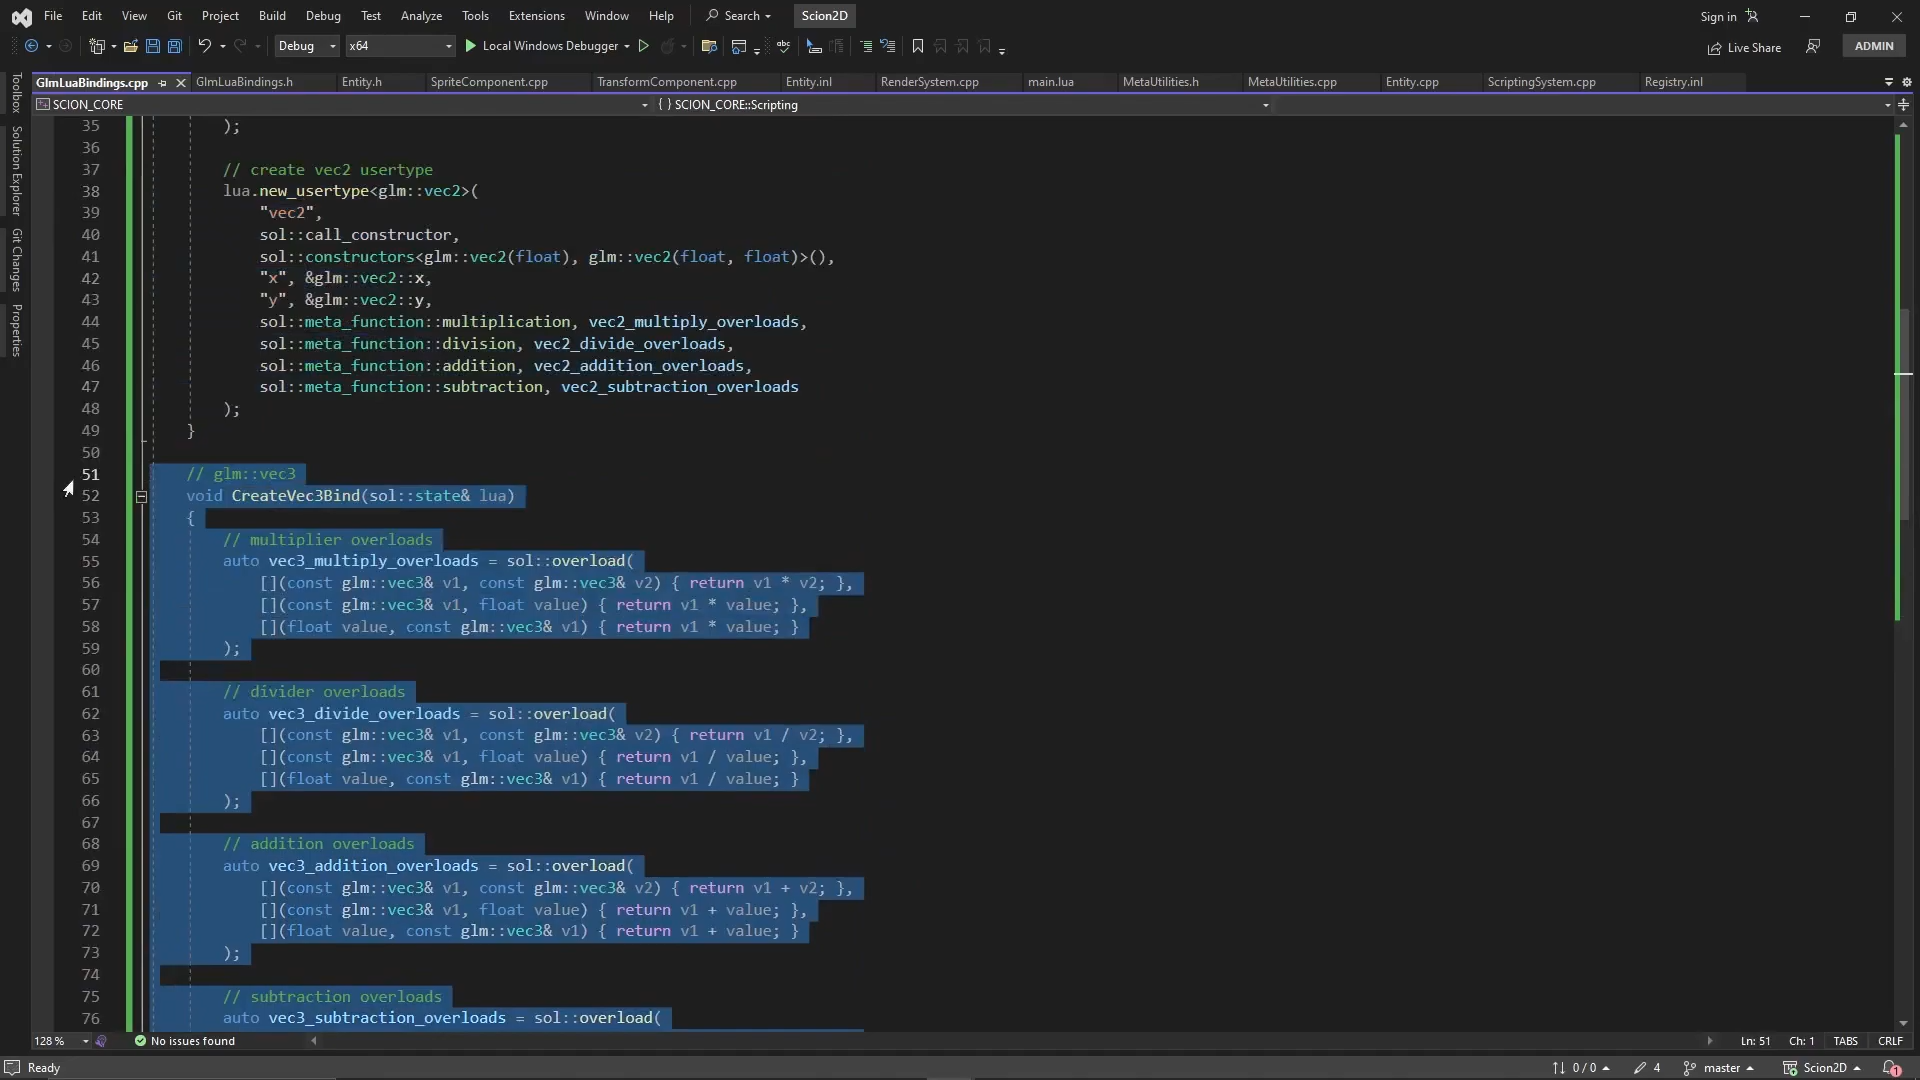 File Edit View Git Project Build Debug Test Analyze Tools Extensions Window Help Search Scion2D Sign in
Debug x64 Local Windows Debugger Live Share ADMIN
GlmLuaBindings.cpp GlmLuaBindings.h Entity.h SpriteComponent.cpp TransformComponent.cpp Entity.inl RenderSystem.cpp main.lua MetaUtilities.h MetaUtilities.cpp Entity.cpp ScriptingSystem.cpp Registry.inl
SCION_CORE { } SCION_CORE::Scripting
Toolbox
Solution Explorer
Git Changes
Properties
35 );
36
37 // create vec2 usertype
38 lua.new_usertype<glm::vec2>(
39 "vec2",
40 sol::call_constructor,
41 sol::constructors<glm::vec2(float), glm::vec2(float, float)>(),
42 "x", &glm::vec2::x,
43 "y", &glm::vec2::y,
44 sol::meta_function::multiplication, vec2_multiply_overloads,
45 sol::meta_function::division, vec2_divide_overloads,
46 sol::meta_function::addition, vec2_addition_overloads,
47 sol::meta_function::subtraction, vec2_subtraction_overloads
48 );
49 }
50
51 // glm::vec3
52 void CreateVec3Bind(sol::state& lua)
53 {
54 // multiplier overloads
55 auto vec3_multiply_overloads = sol::overload(
56 [](const glm::vec3& v1, const glm::vec3& v2) { return v1 * v2; },
57 [](const glm::vec3& v1, float value) { return v1 * value; },
58 [](float value, const glm::vec3& v1) { return v1 * value; }
59 );
60
61 // divider overloads
62 auto vec3_divide_overloads = sol::overload(
63 [](const glm::vec3& v1, const glm::vec3& v2) { return v1 / v2; },
64 [](const glm::vec3& v1, float value) { return v1 / value; },
65 [](float value, const glm::vec3& v1) { return v1 / value; }
66 );
67
68 // addition overloads
69 auto vec3_addition_overloads = sol::overload(
70 [](const glm::vec3& v1, const glm::vec3& v2) { return v1 + v2; },
71 [](const glm::vec3& v1, float value) { return v1 + value; },
72 [](float value, const glm::vec3& v1) { return v1 + value; }
73 );
74
75 // subtraction overloads
76 auto vec3_subtraction_overloads = sol::overload(
128 % No issues found Ln: 51 Ch: 1 TABS CRLF
Ready 0 / 0 4 master Scion2D 1